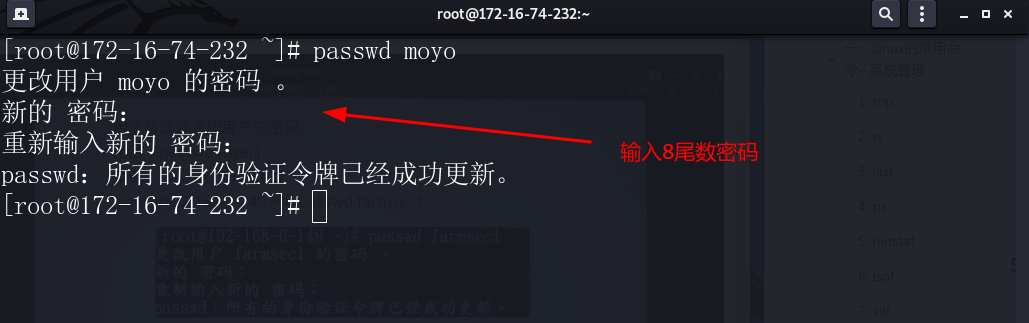 root@172-16-74-232:~
[root@172-16-74-232 ~]# passwd moyo
更改用户 moyo 的密码 。
新的 密码：
重新输入新的 密码：
passwd：所有的身份验证令牌已经成功更新。
[root@172-16-74-232 ~]#
输入8尾数密码
[root@192-168-0-149 ~]# passwd farmsec1
更改用户 farmsec1 的密码 。
新的 密码：
重新输入新的 密码：
passwd：所有的身份验证令牌已经成功更新。
一、Linux的常用命
令--系统管理
1. top
2. w
3. last
4. ps
5. netstat
6. lsof
7. kill